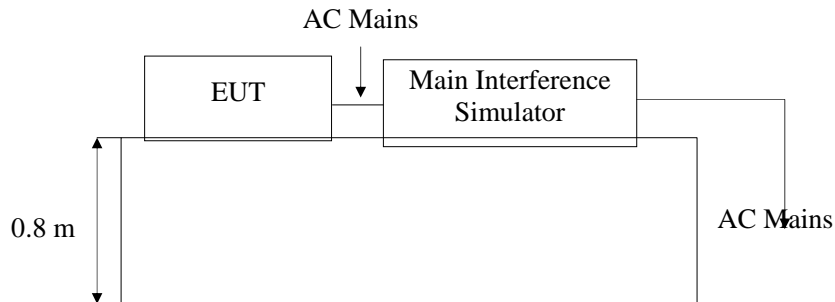 AC Mains
EUT
Main Interference
Simulator
0.8 m
AC Mains